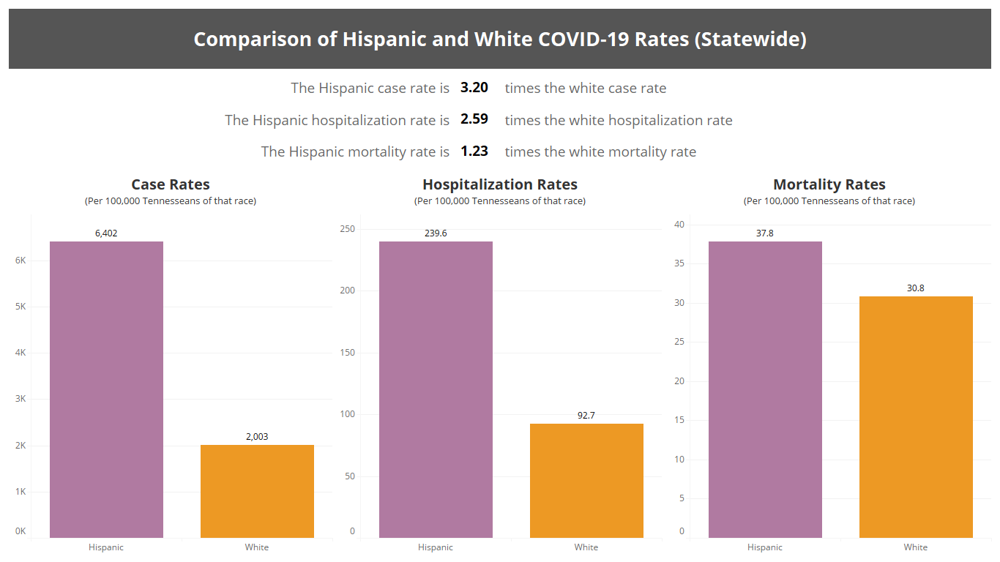 Comparison of Hispanic and White COVID-19 Rates (Statewide)
The Hispanic case rate is 3.20 times the white case rate
The Hispanic hospitalization rate is 2.59 times the white hospitalization rate
The Hispanic mortality rate is 1.23 times the white mortality rate
Case Rates
(Per 100,000 Tennesseans of that race)
6,402
2,003
6K
5K
4K
3K
2K
1K
0K
Hispanic
White
Hospitalization Rates
(Per 100,000 Tennesseans of that race)
250
239.6
200
150
100
92.7
50
0
Hispanic
White
Mortality Rates
(Per 100,000 Tennesseans of that race)
40
37.8
35
30.8
30
25
20
15
10
5
0
Hispanic
White